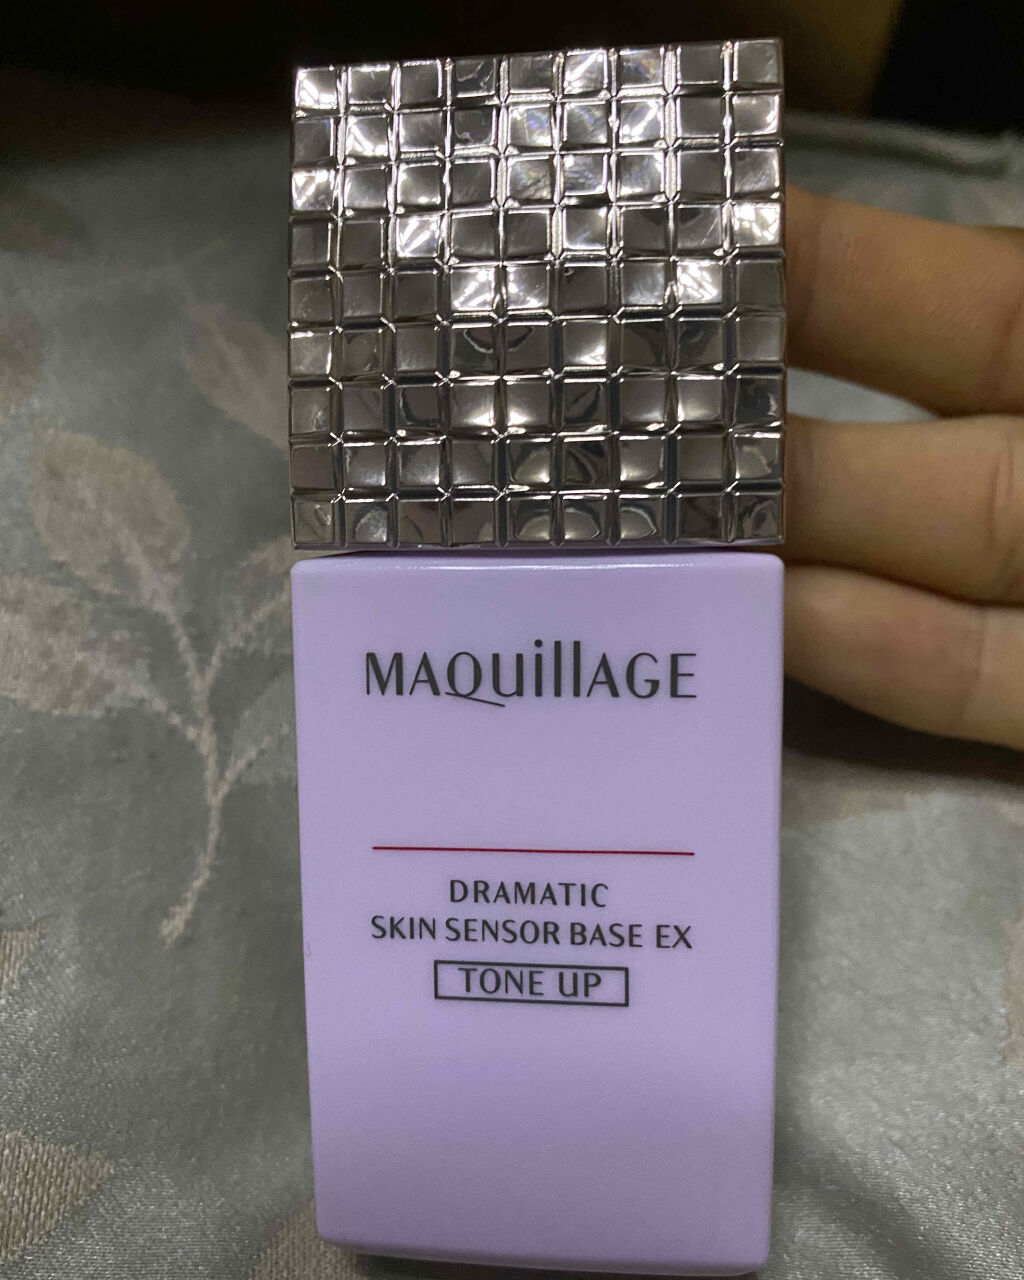 MAQuillAGE
DRAMATIC
SKIN SENSOR BASE EX
TONE UP